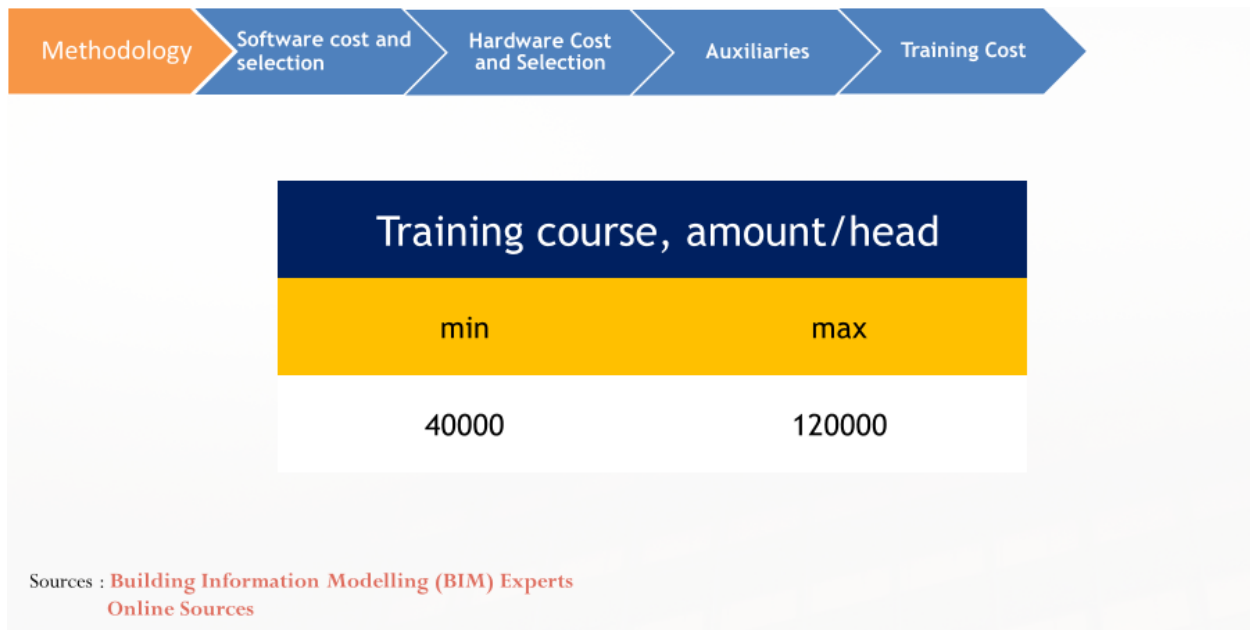 Methodology
Software cost and
selection
Hardware Cost
and Selection
Auxiliaries
Training Cost
Training course, amount/head
min max
40000 120000
Sources : Building Information Modelling (BIM) Experts
Online Sources